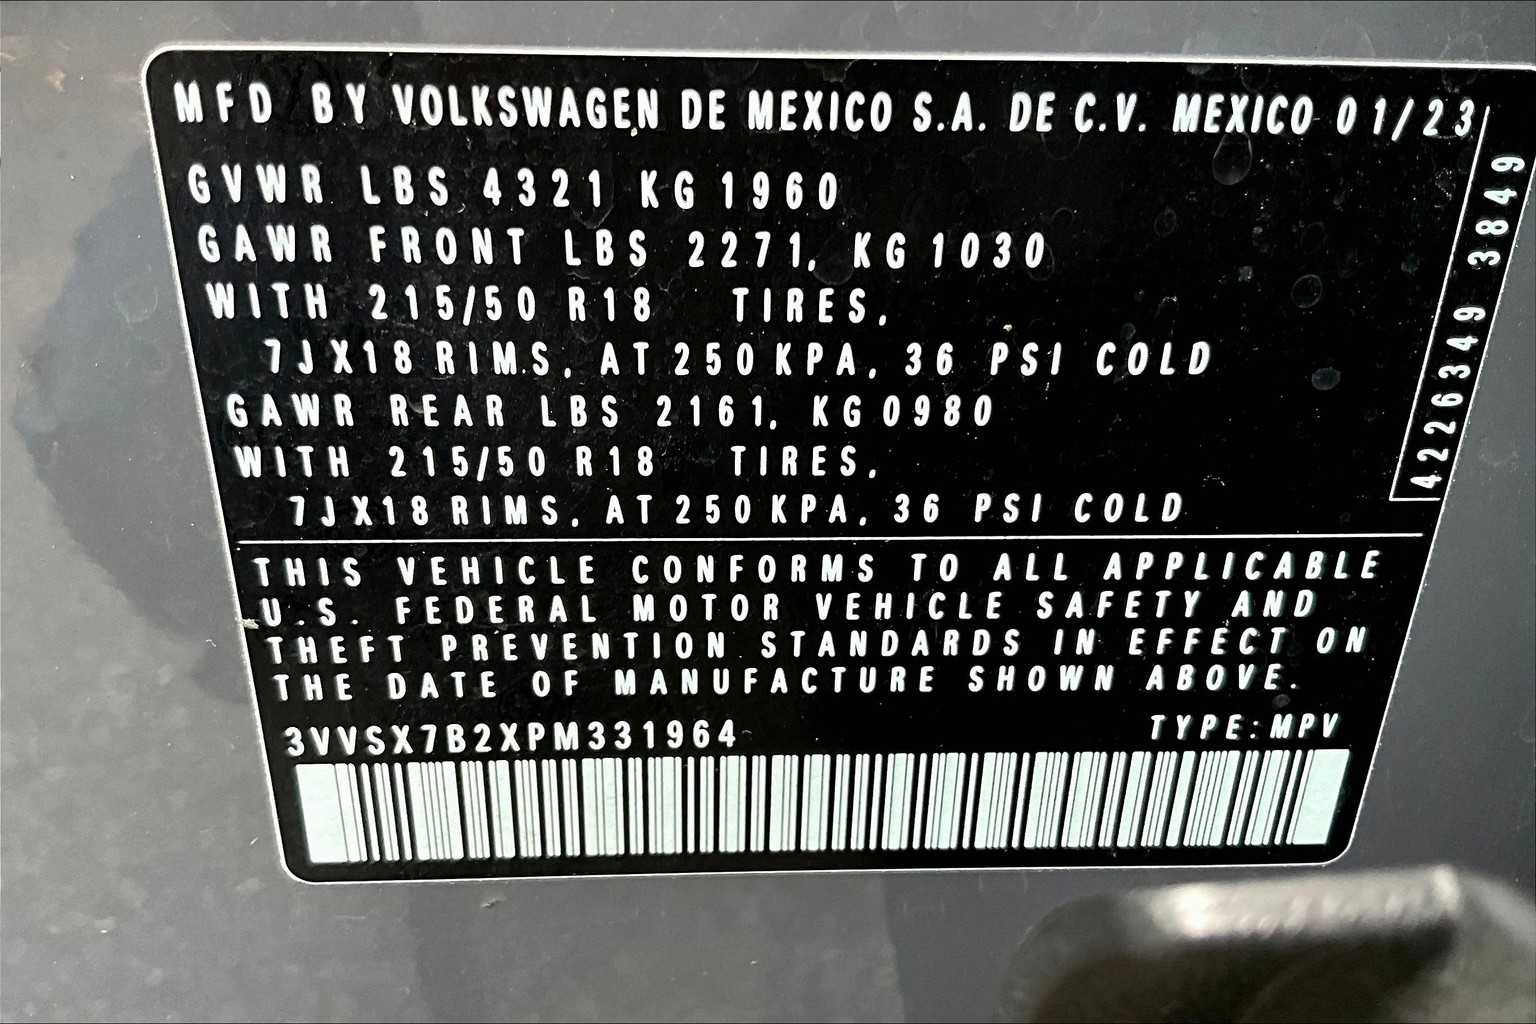 MFD BY VOLKSWAGEN DE MEXICO S.A. DE C.V. MEXICO 01/23
GVWR LBS 4321 KG 1960
GAWR FRONT LBS 2271, KG 1030
WITH 215/50 R18 TIRES,
7JX18 RIMS, AT 250 KPA, 36 PSI COLD
GAWR REAR LBS 2161, KG 0980
WITH 215/50 R18 TIRES,
7JX18 RIMS, AT 250 KPA, 36 PSI COLD
4226349 3849
THIS VEHICLE CONFORMS TO ALL APPLICABLE
U.S. FEDERAL MOTOR VEHICLE SAFETY AND
THEFT PREVENTION STANDARDS IN EFFECT ON
THE DATE OF MANUFACTURE SHOWN ABOVE.
3VVSX7B2XPM331964 TYPE: MPV